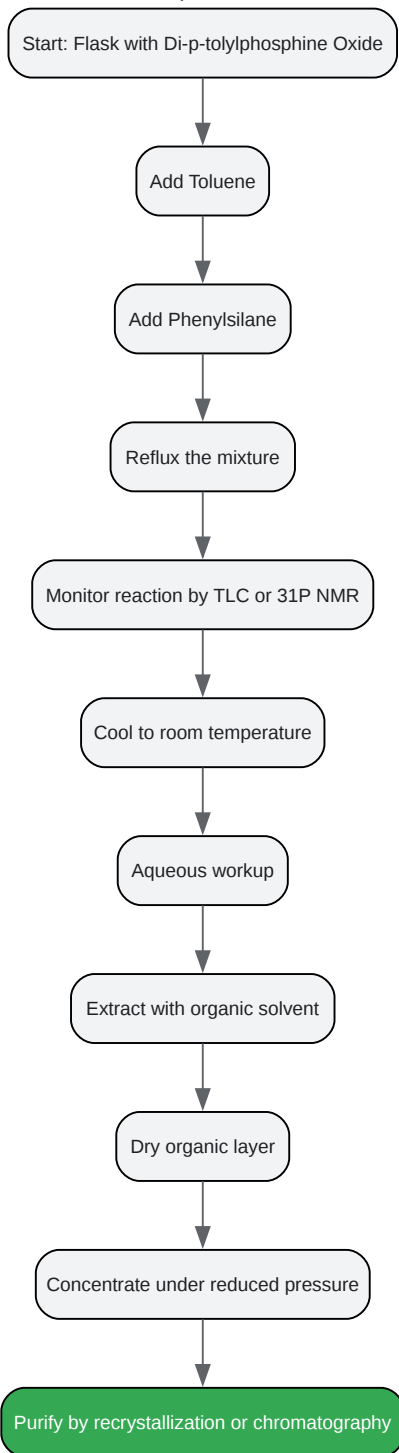 Start: Flask with Di-p-tolylphosphine Oxide
Add Toluene
Add Phenylsilane
Reflux the mixture
Monitor reaction by TLC or 31P NMR
Cool to room temperature
Aqueous workup
Extract with organic solvent
Dry organic layer
Concentrate under reduced pressure
Purify by recrystallization or chromatography